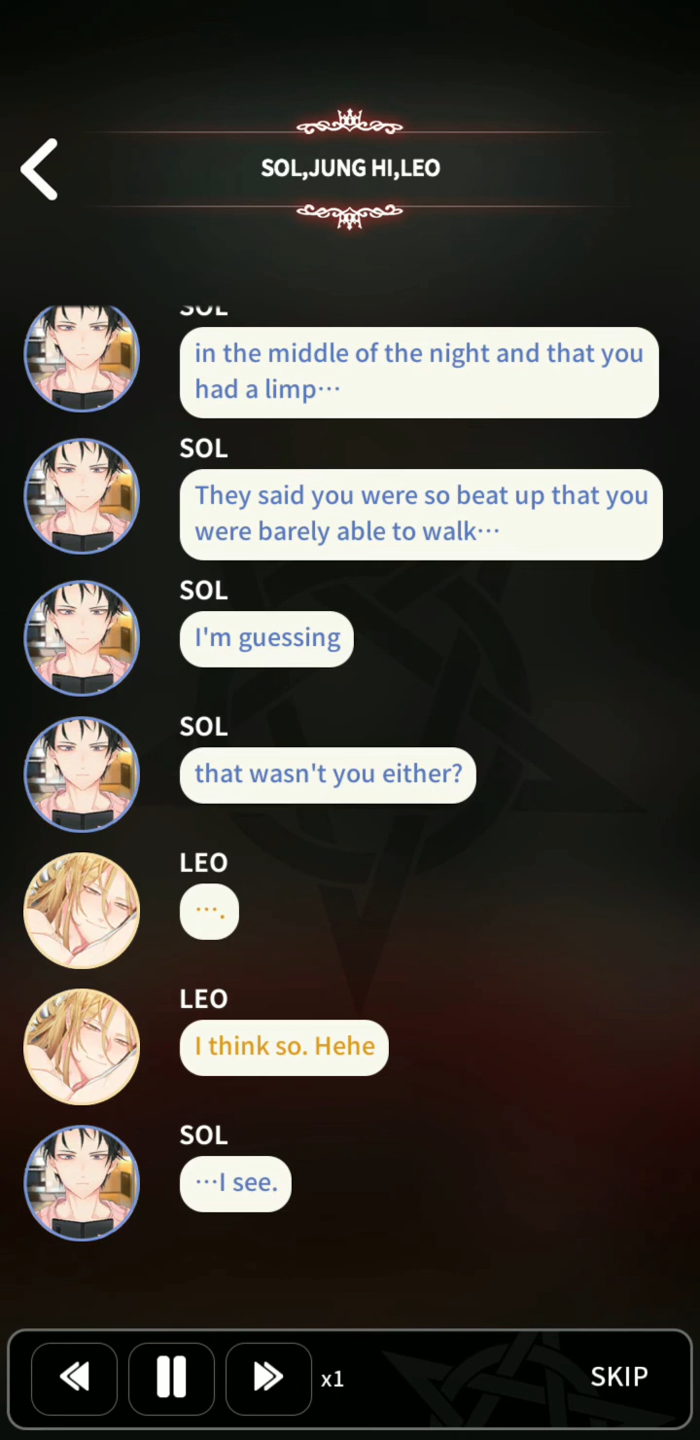 SOL,JUNG HI,LEO
SOL
in the middle of the night and that you
had a limp…
SOL
They said you were so beat up that you
were barely able to walk…
SOL
I'm guessing
SOL
that wasn't you either?
LEO
….
LEO
I think so. Hehe
SOL
…I see.
x1
SKIP